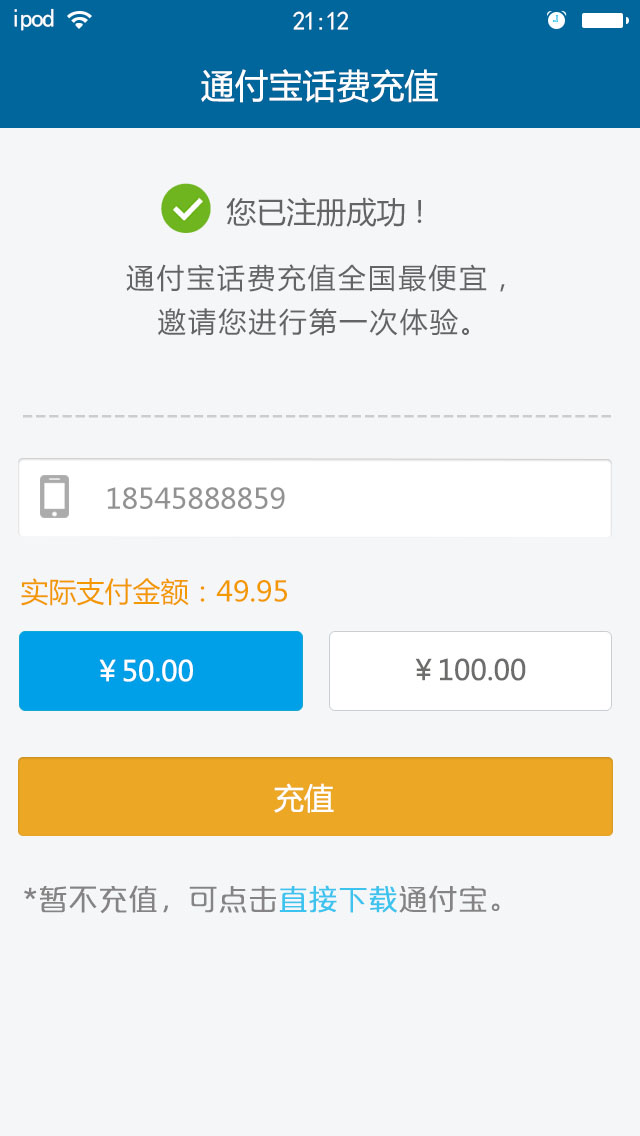 ipod 21:12
通付宝话费充值
您已注册成功！
通付宝话费充值全国最便宜，
邀请您进行第一次体验。
18545888859
实际支付金额：49.95
￥50.00 ￥100.00
充值
*暂不充值，可点击直接下载通付宝。